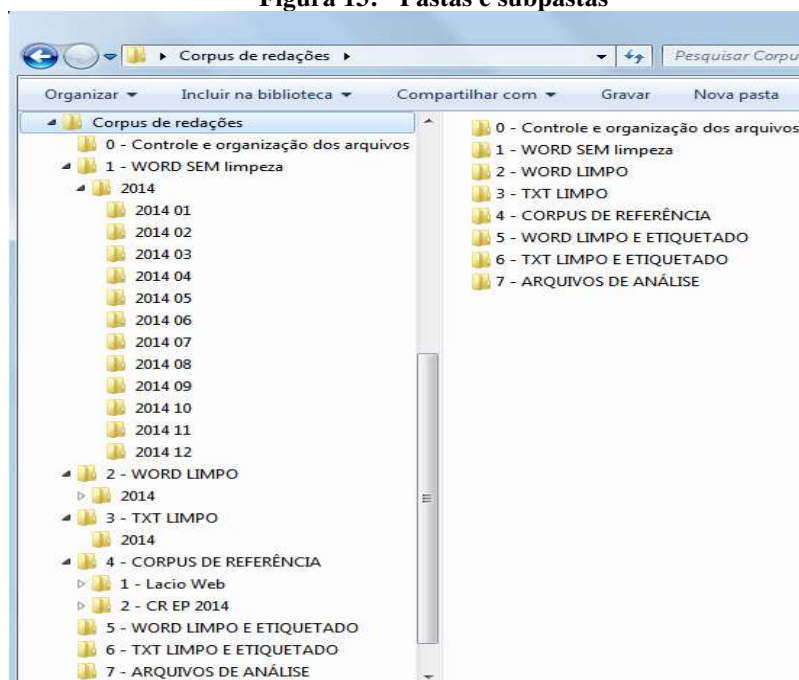 Figura 15: Pastas e subpastas
Corpus de redações
Pesquisar Corpu
Organizar
Incluir na biblioteca
Compartilhar com
Gravar
Nova pasta
Corpus de redações
0 - Controle e organização dos arquivos
1 - WORD SEM limpeza
2014
2014 01
2014 02
2014 03
2014 04
2014 05
2014 06
2014 07
2014 08
2014 09
2014 10
2014 11
2014 12
2 - WORD LIMPO
2014
3 - TXT LIMPO
2014
4 - CORPUS DE REFERÊNCIA
1 - Lacio Web
2 - CR EP 2014
5 - WORD LIMPO E ETIQUETADO
6 - TXT LIMPO E ETIQUETADO
7 - ARQUIVOS DE ANÁLISE
0 - Controle e organização dos arquivos
1 - WORD SEM limpeza
2 - WORD LIMPO
3 - TXT LIMPO
4 - CORPUS DE REFERÊNCIA
5 - WORD LIMPO E ETIQUETADO
6 - TXT LIMPO E ETIQUETADO
7 - ARQUIVOS DE ANÁLISE